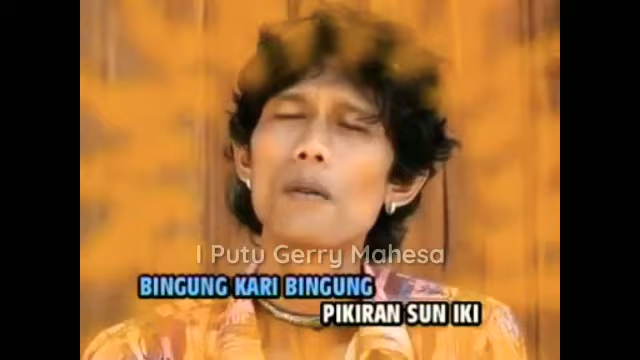 I Putu Gerry Mahesa
BINGUNG KARI BINGUNG
PIKIRAN SUN IKI